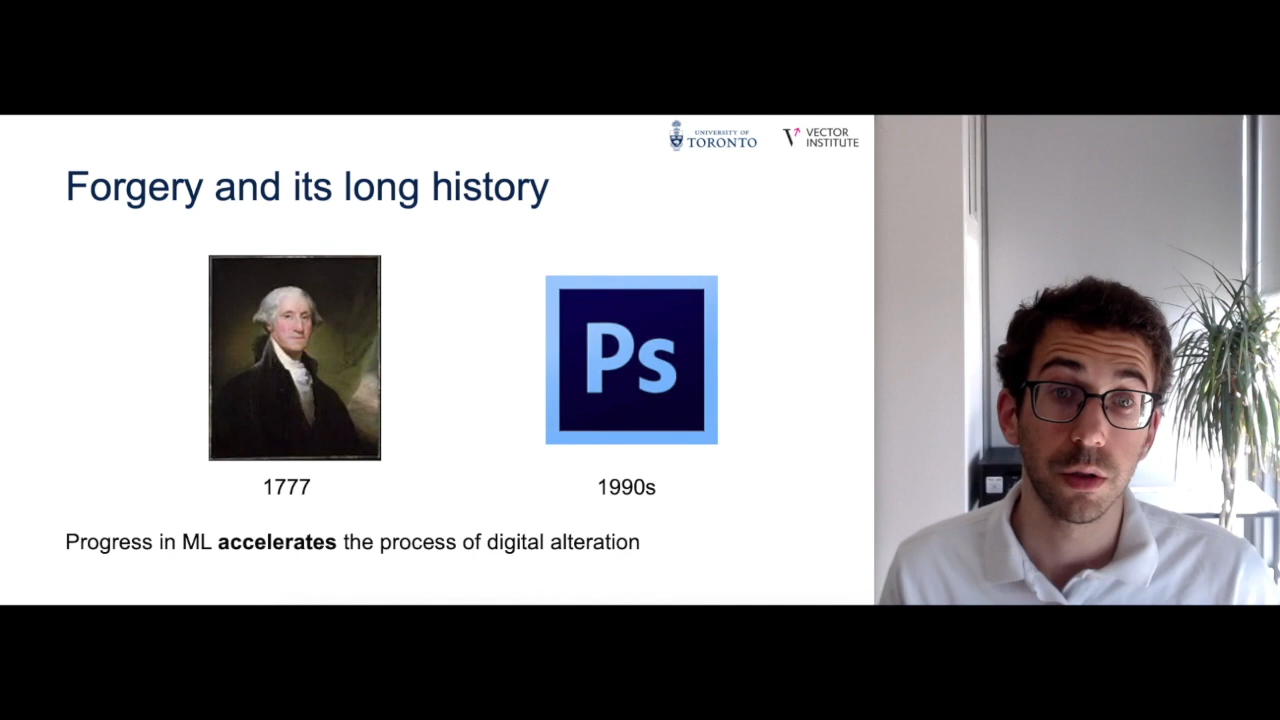 UNIVERSITY OF
TORONTO
VECTOR
INSTITUTE
Forgery and its long history
Ps
1777
1990s
Progress in ML accelerates the process of digital alteration